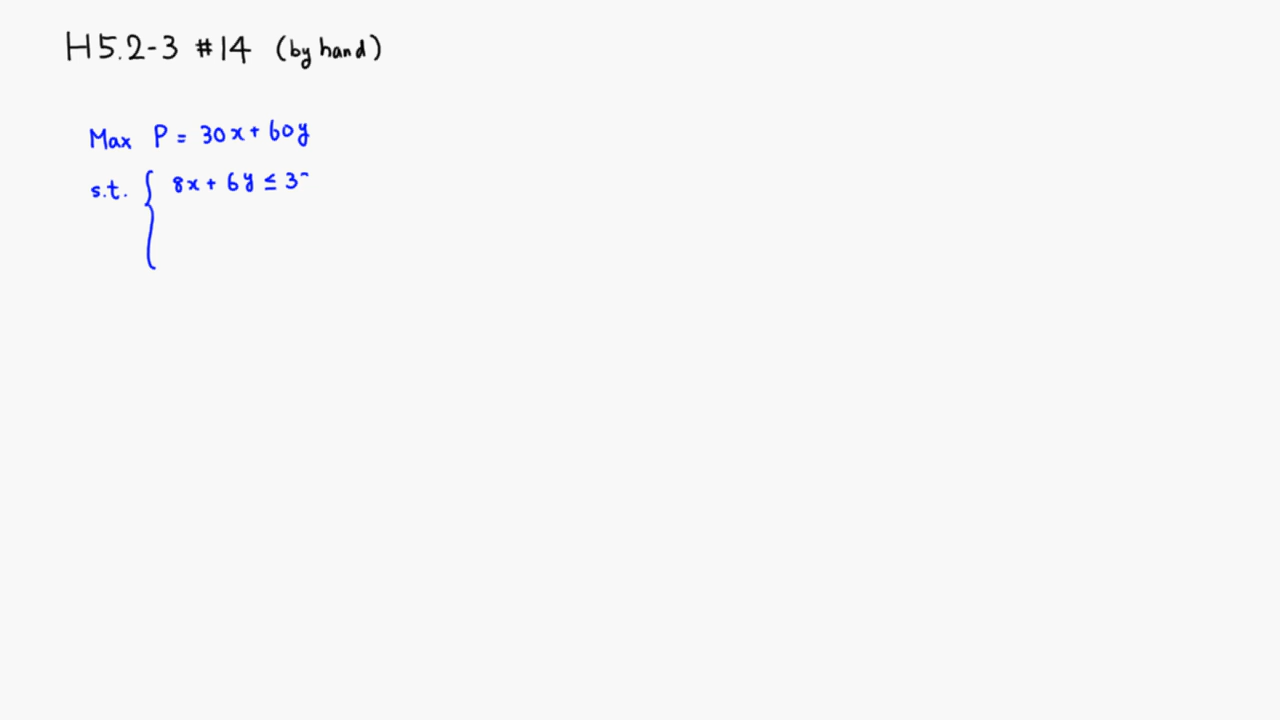 H5.2-3 #14 (by hand)
Max P = 30x + 60y
s.t. { 8x + 6y ≤ 3